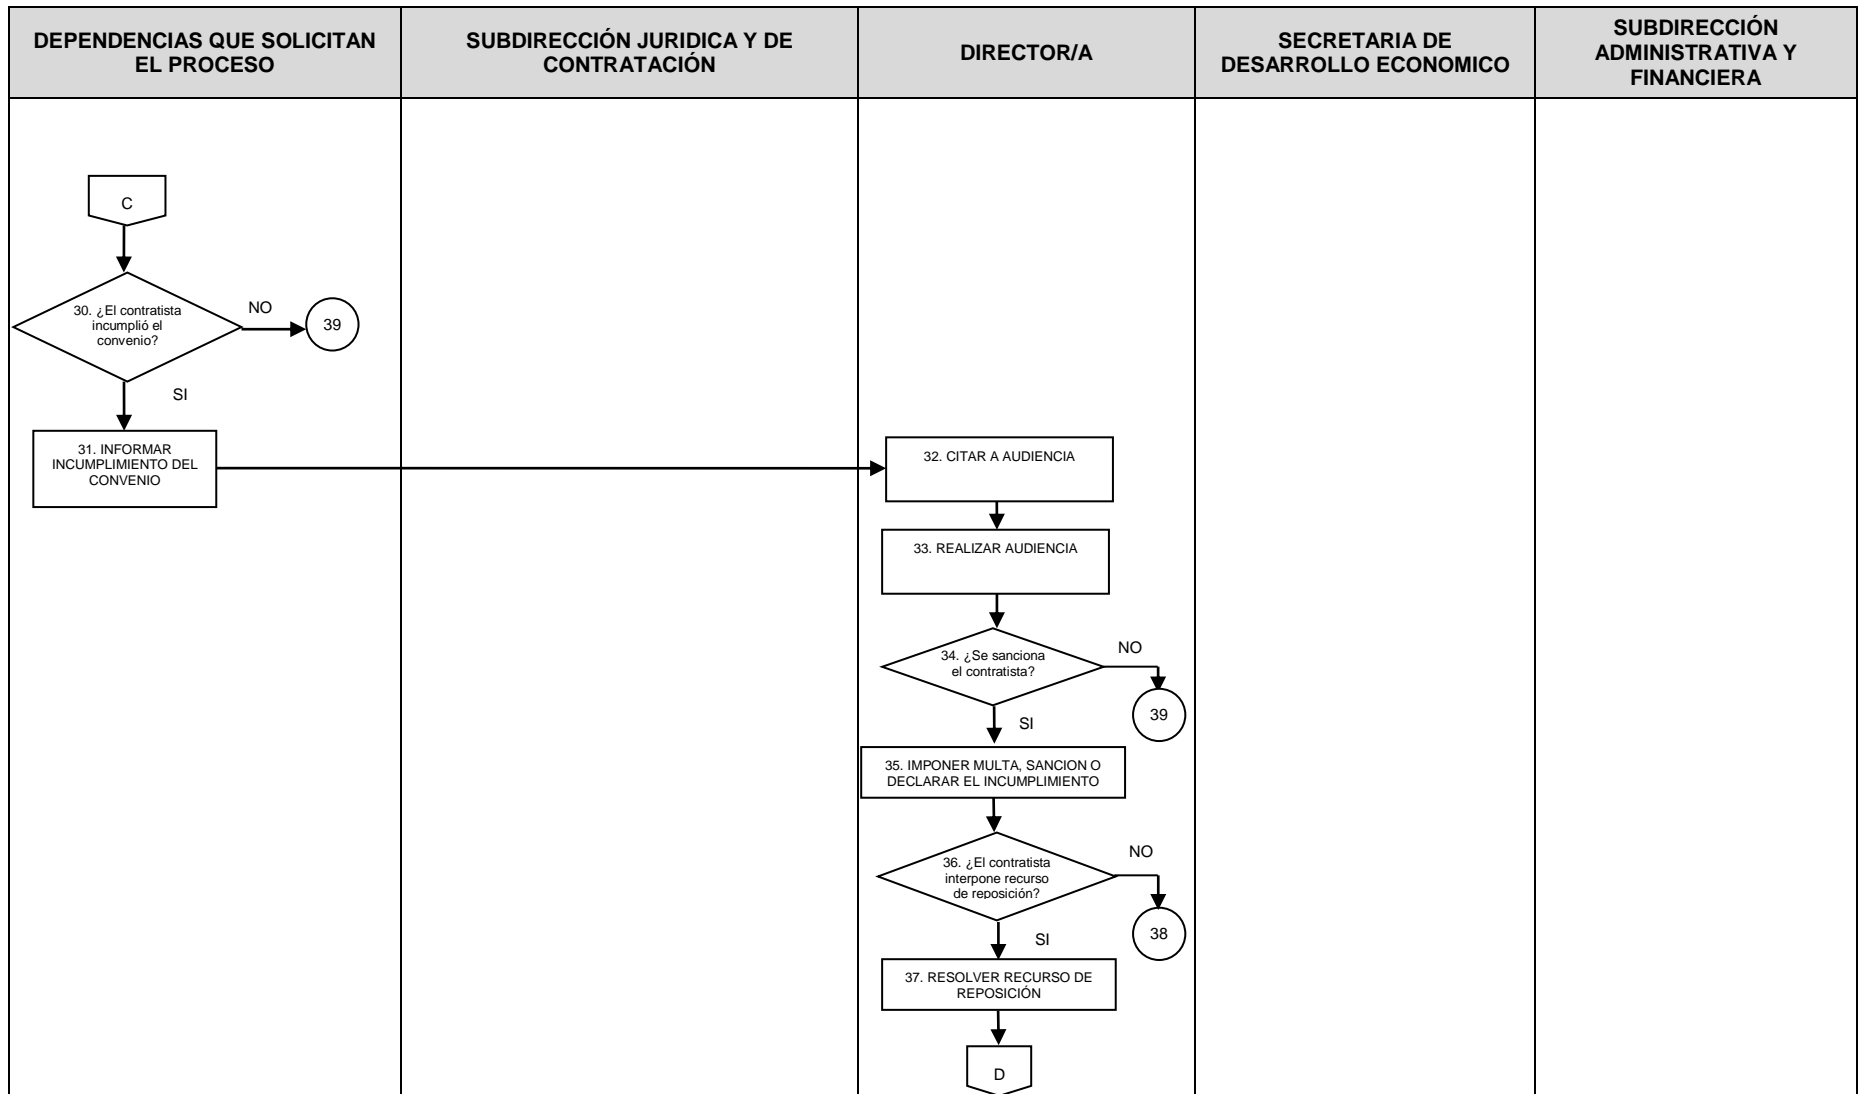 DEPENDENCIAS QUE SOLICITAN
EL PROCESO
SUBDIRECCIÓN JURIDICA Y DE
CONTRATACIÓN
DIRECTOR/A
SECRETARIA DE
DESARROLLO ECONOMICO
SUBDIRECCIÓN
ADMINISTRATIVA Y
FINANCIERA
C
30. ¿El contratista
incumplió el
convenio?
NO
39
SI
31. INFORMAR
INCUMPLIMIENTO DEL
CONVENIO
32. CITAR A AUDIENCIA
33. REALIZAR AUDIENCIA
34. ¿Se sanciona
el contratista?
NO
39
SI
35. IMPONER MULTA, SANCION O
DECLARAR EL INCUMPLIMIENTO
36. ¿El contratista
interpone recurso
de reposición?
NO
38
SI
37. RESOLVER RECURSO DE
REPOSICIÓN
D